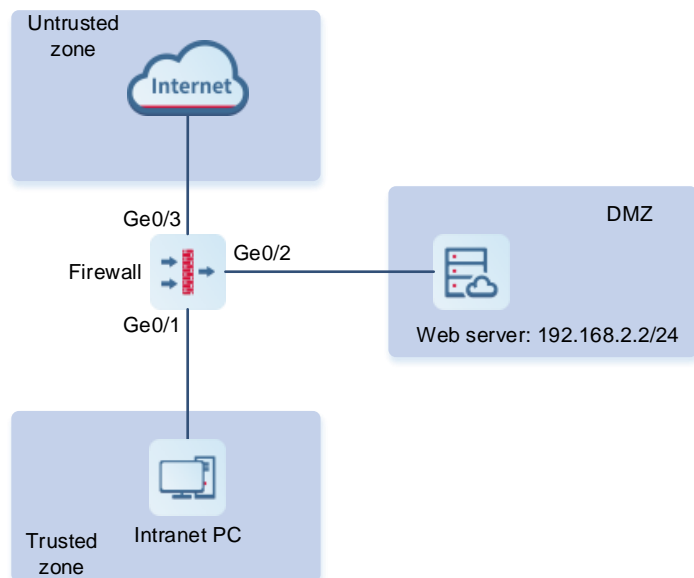 Untrusted
zone
Internet
Ge0/3
DMZ
Firewall
Ge0/2
Ge0/1
Web server: 192.168.2.2/24
Intranet PC
Trusted
zone